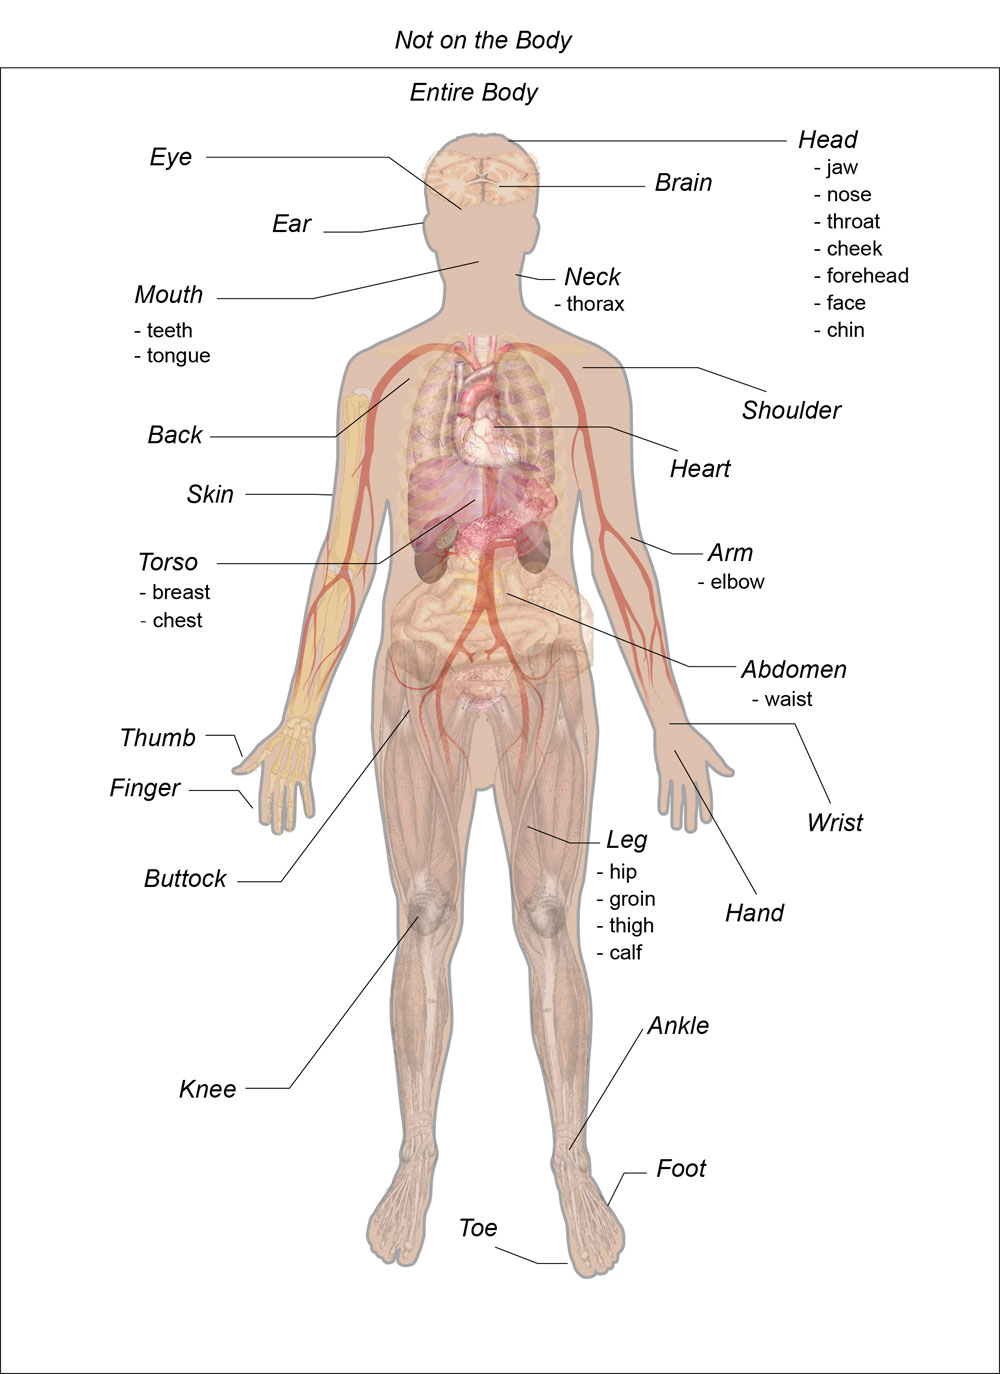 Not on the Body
Entire Body
Eye
Ear
Mouth
- teeth
- tongue
Back
Skin
Torso
- breast
- chest
Thumb
Finger
Buttock
Knee
Toe
Head
- jaw
- nose
- throat
- cheek
- forehead
- face
- chin
Brain
Neck
- thorax
Shoulder
Heart
Arm
- elbow
Abdomen
- waist
Wrist
Leg
- hip
- groin
- thigh
- calf
Hand
Ankle
Foot